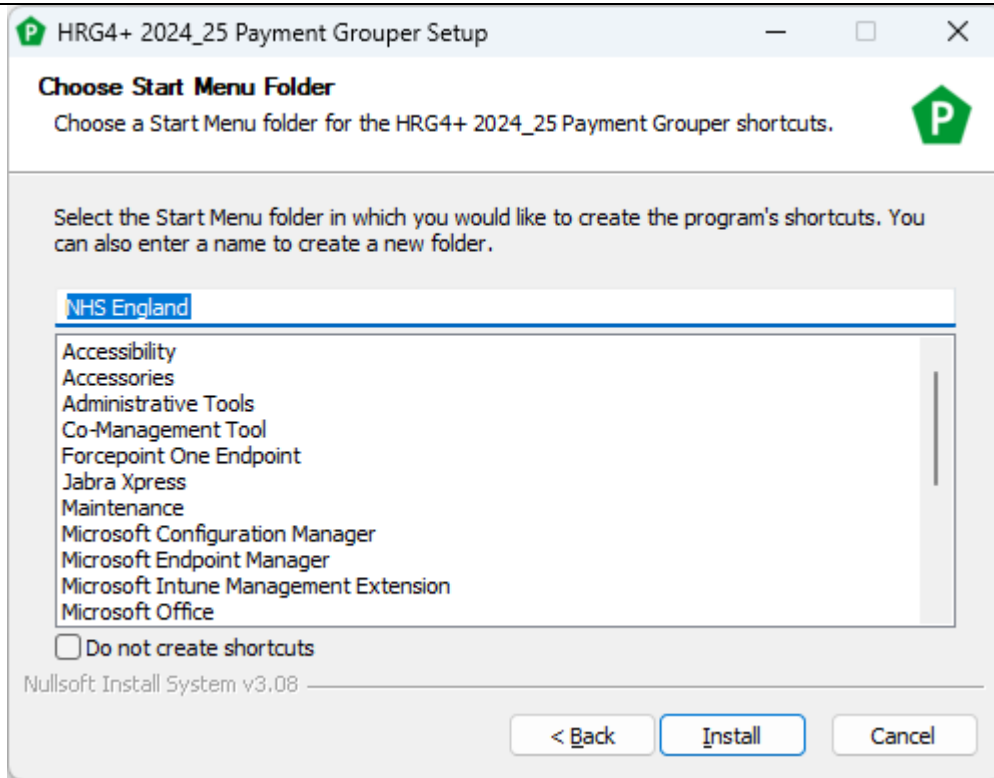 HRG4+ 2024_25 Payment Grouper Setup
Choose Start Menu Folder
Choose a Start Menu folder for the HRG4+ 2024_25 Payment Grouper shortcuts.
P
Select the Start Menu folder in which you would like to create the program's shortcuts. You
can also enter a name to create a new folder.
NHS England
Accessibility
Accessories
Administrative Tools
Co-Management Tool
Forcepoint One Endpoint
Jabra Xpress
Maintenance
Microsoft Configuration Manager
Microsoft Endpoint Manager
Microsoft Intune Management Extension
Microsoft Office
Do not create shortcuts
Nullsoft Install System v3.08
< Back Install Cancel